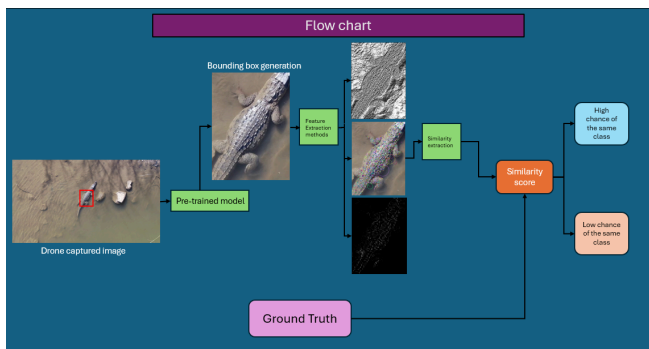 Flow chart
Bounding box generation
Feature
Extraction
methods
Similarity
extraction
High
chance of
the same
class
Similarity
score
Pre-trained model
Low chance
of the same
class
Drone captured image
Ground Truth